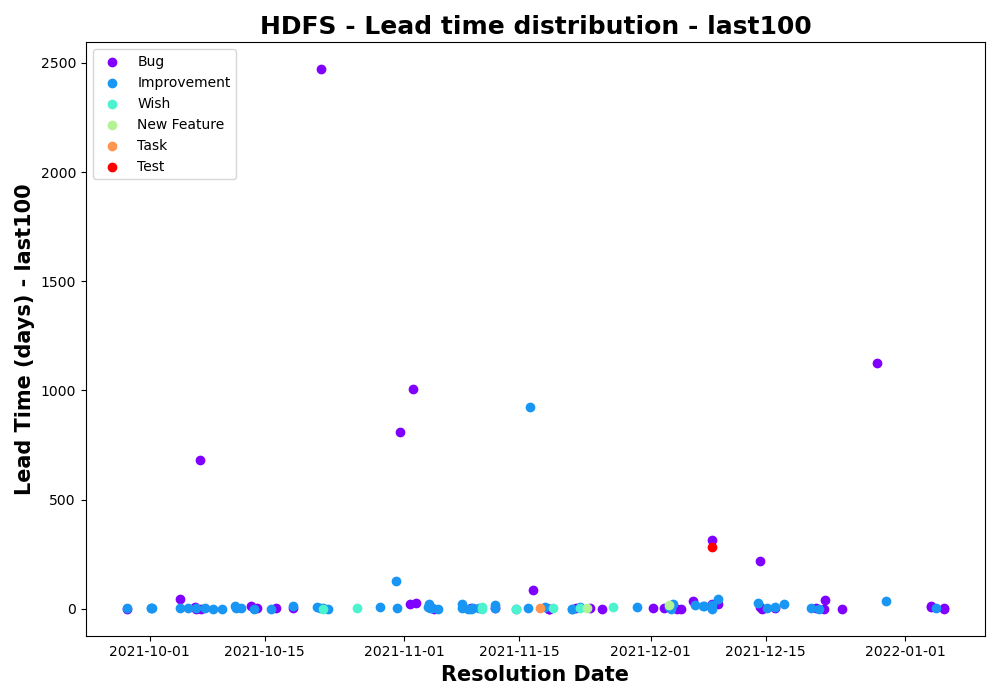 HDFS - Lead time distribution - last100
Bug
Improvement
Wish
New Feature
Task
Test
Lead Time (days) - last100
2500
2000
1500
1000
500
0
2021-10-01 2021-10-15 2021-11-01 2021-11-15 2021-12-01 2021-12-15 2022-01-01
Resolution Date